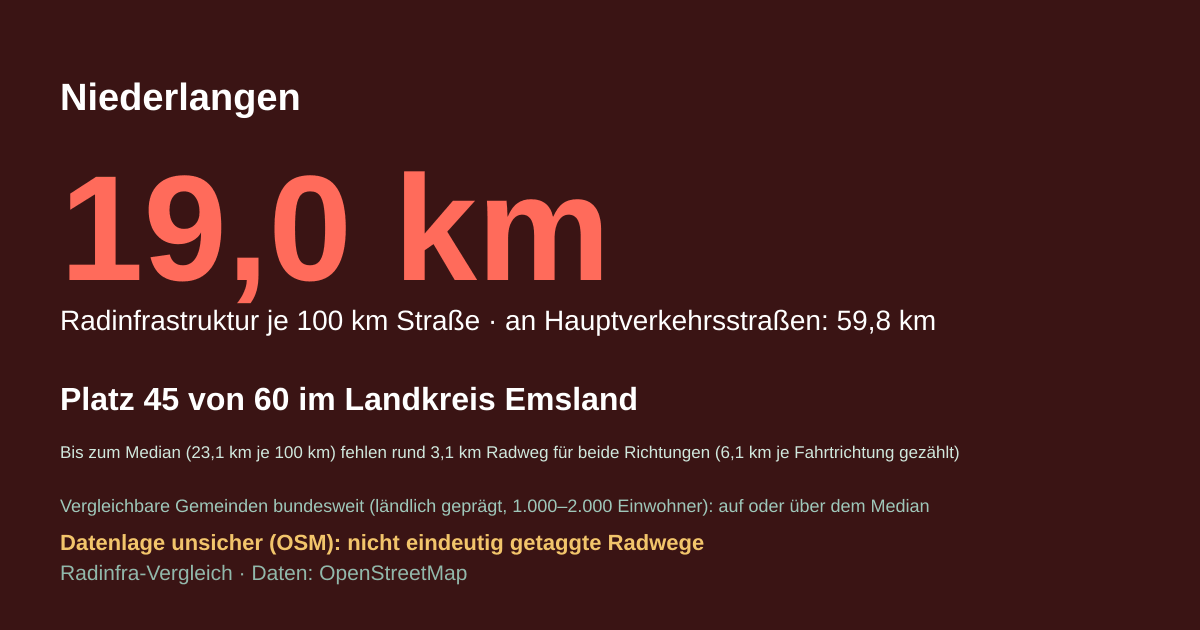 Niederlangen
19,0 km
Radinfrastruktur je 100 km Straße · an Hauptverkehrsstraßen: 59,8 km
Platz 45 von 60 im Landkreis Emsland
Bis zum Median (23,1 km je 100 km) fehlen rund 3,1 km Radweg für beide Richtungen (6,1 km je Fahrtrichtung gezählt)
Vergleichbare Gemeinden bundesweit (ländlich geprägt, 1.000–2.000 Einwohner): auf oder über dem Median
Datenlage unsicher (OSM): nicht eindeutig getaggte Radwege
Radinfra-Vergleich · Daten: OpenStreetMap